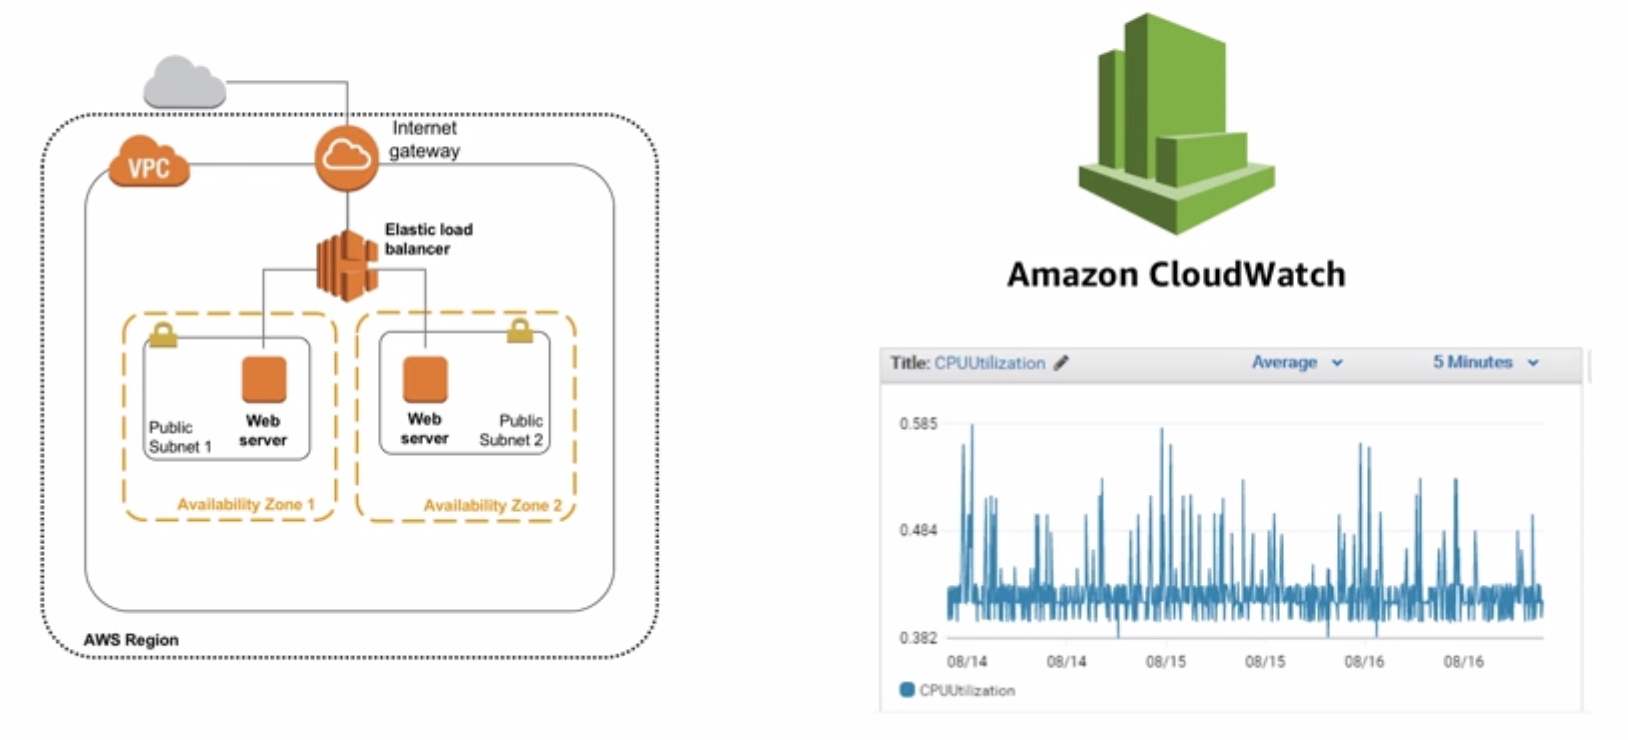 Internet
gateway
VPC
Elastic load
balancer
Public
Subnet 1
Web
server
Availability Zone 1
Web
server
Public
Subnet 2
Availability Zone 2
AWS Region
Amazon CloudWatch
Title: CPUUtilization Average 5 Minutes
0.585
0.484
0.382
08/14 08/14 08/15 08/15 08/16 08/16
CPUUtilization